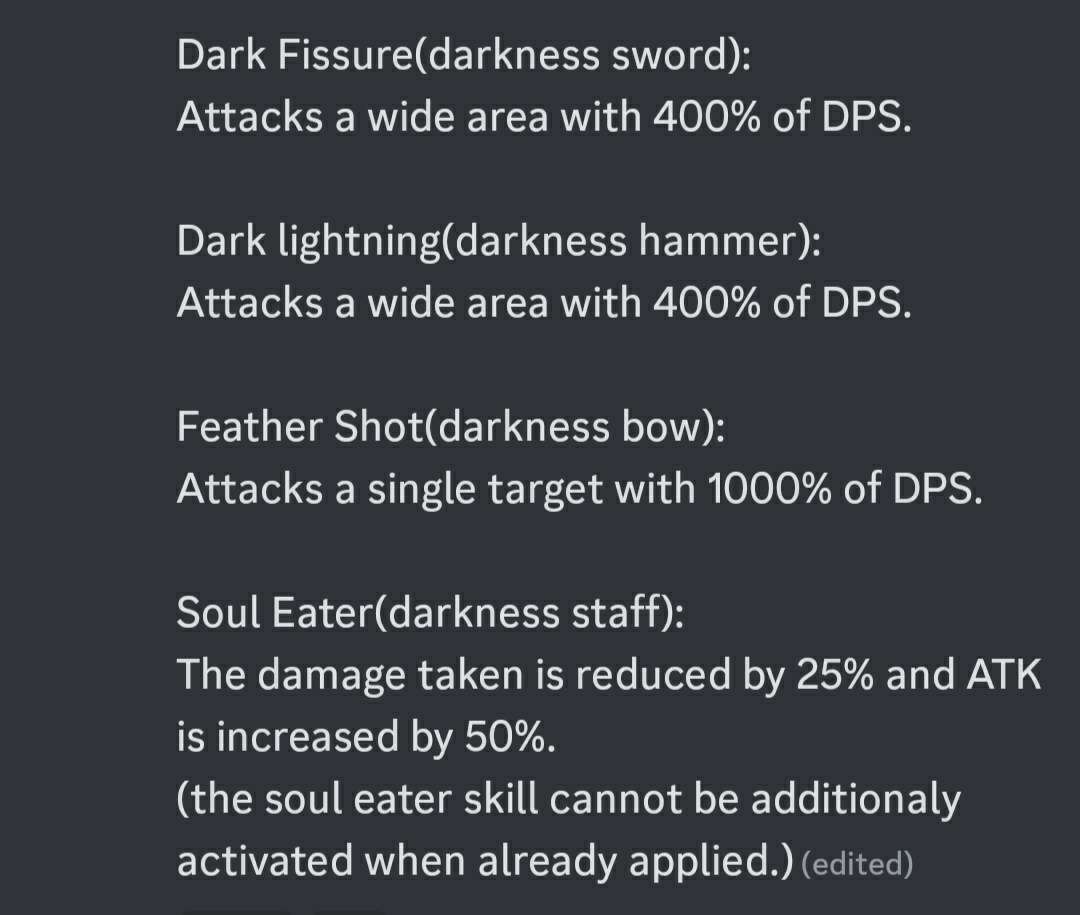 Dark Fissure(darkness sword):
Attacks a wide area with 400% of DPS.
Dark lightning(darkness hammer):
Attacks a wide area with 400% of DPS.
Feather Shot(darkness bow):
Attacks a single target with 1000% of DPS.
Soul Eater(darkness staff):
The damage taken is reduced by 25% and ATK
is increased by 50%.
(the soul eater skill cannot be additionaly
activated when already applied.) (edited)